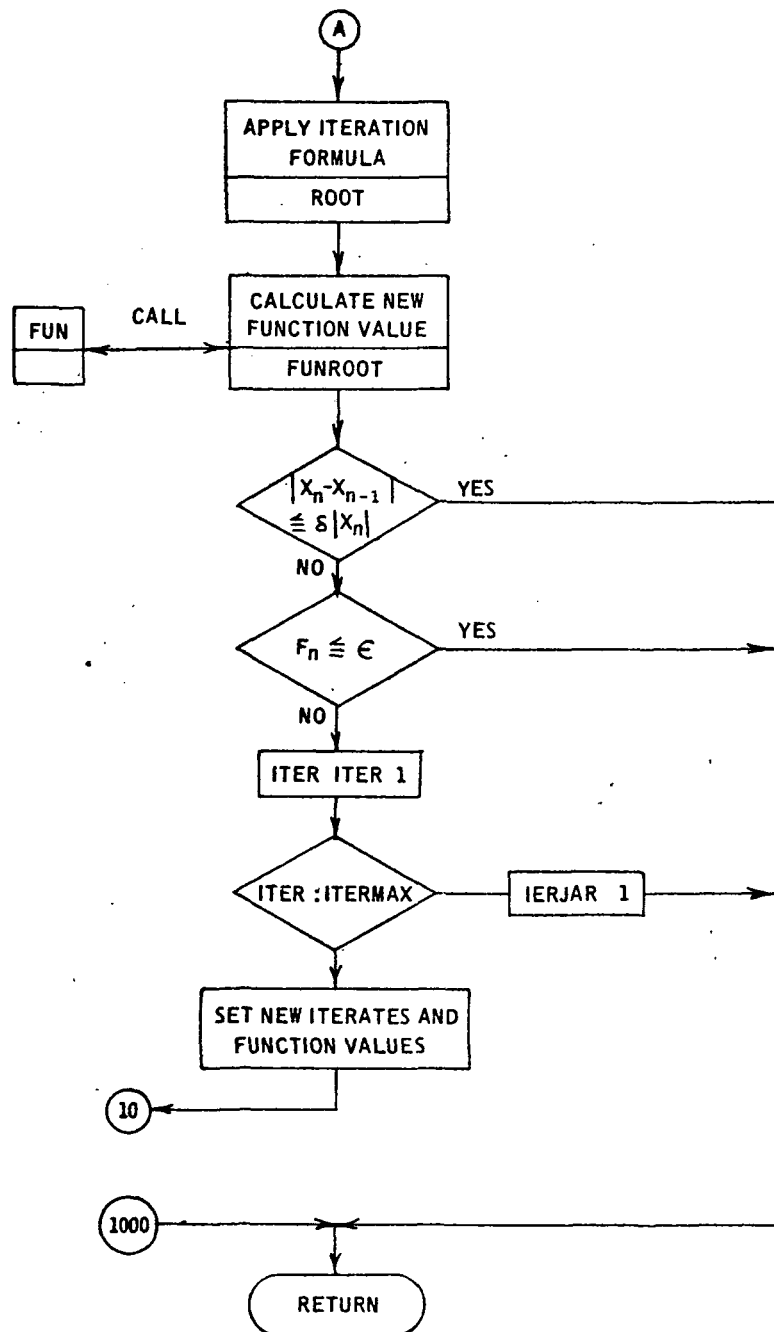 A
APPLY ITERATION
FORMULA
ROOT
CALCULATE NEW
FUNCTION VALUE
FUNROOT
CALL
FUN
|Xn-Xn-1|
≦ δ|Xn|
YES
NO
Fn ≦ ϵ
YES
NO
ITER ITER 1
ITER : ITERMAX
IERJAR 1
SET NEW ITERATES AND
FUNCTION VALUES
10
1000
RETURN